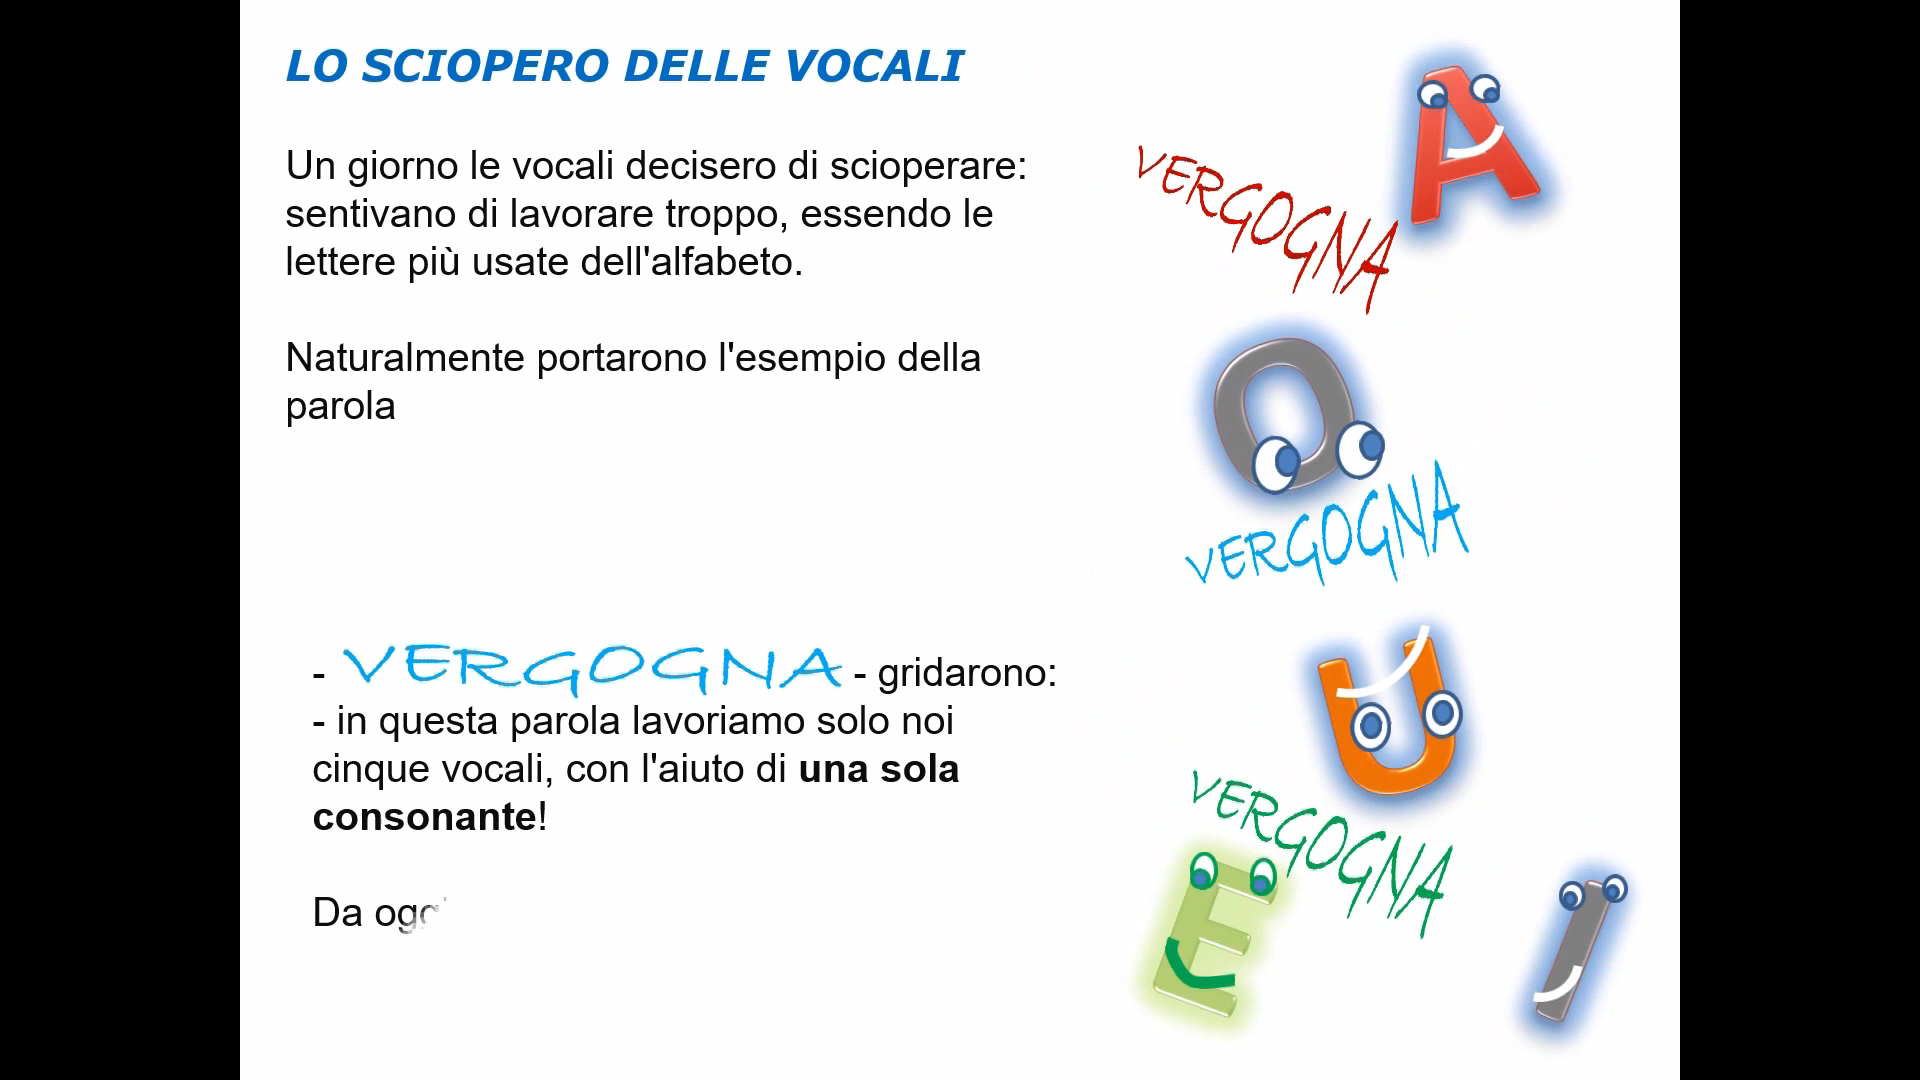 LO SCIOPERO DELLE VOCALI
Un giorno le vocali decisero di scioperare:
sentivano di lavorare troppo, essendo le
lettere più usate dell'alfabeto.
Naturalmente portarono l'esempio della
parola
- VERGOGNA - gridarono:
- in questa parola lavoriamo solo noi
cinque vocali, con l'aiuto di una sola
consonante!
Da
A
VERGOGNA
O
VERGOGNA
U
VERGOGNA
E
I